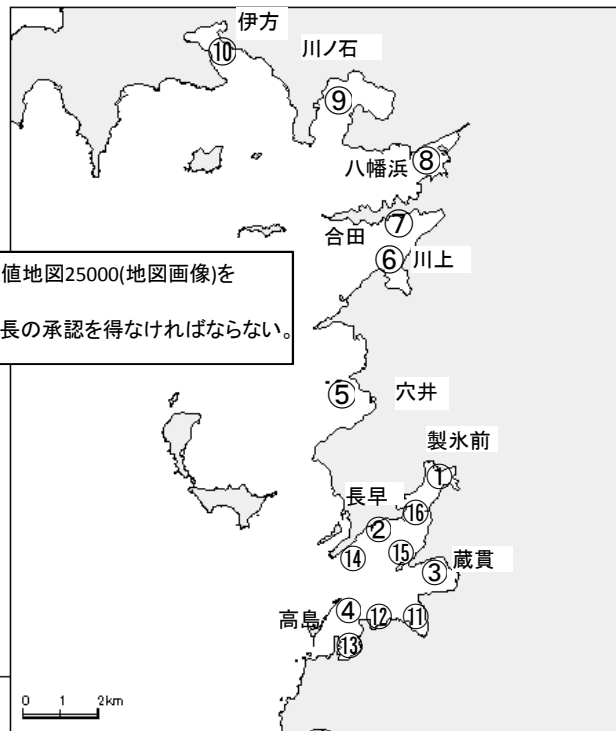 伊方
⑩
川ノ石
⑨
八幡浜
⑧
合田
⑦
⑥
川上
値地図25000(地図画像)を
長の承認を得なければならない。
⑤
穴井
製氷前
①
長早
⑯
②
⑭
⑮
蔵貫
③
高島
④
⑫
⑪
⑬
0 1 2km